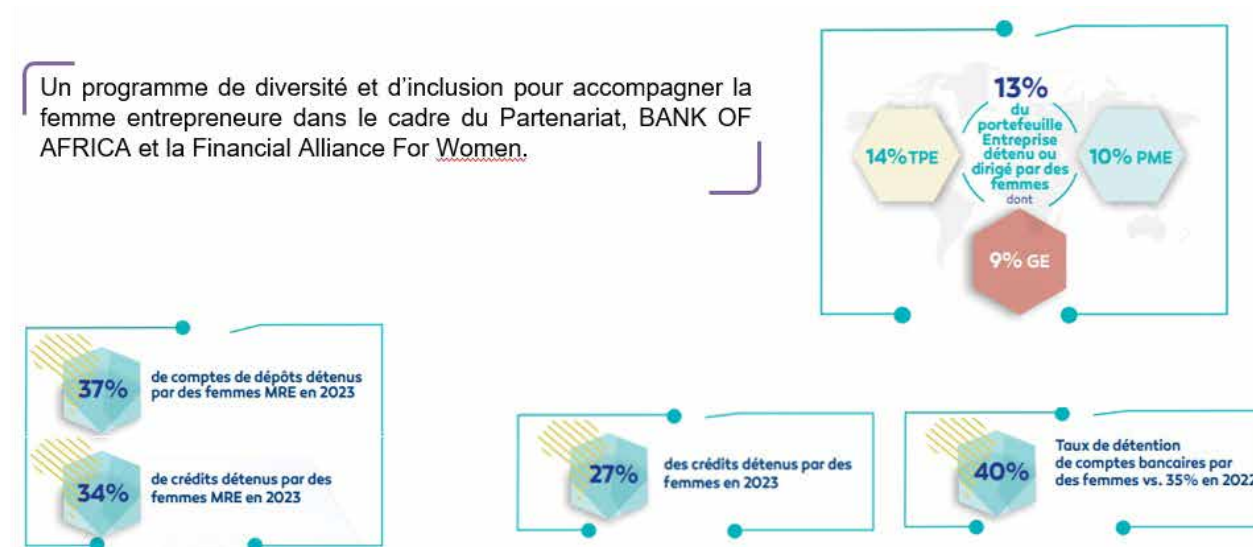 Un programme de diversité et d’inclusion pour accompagner la
femme entrepreneure dans le cadre du Partenariat, BANK OF
AFRICA et la Financial Alliance For Women.
13%
du
portefeuille
Entreprise
détenu ou
dirigé par des
femmes
dont
14% TPE
10% PME
9% GE
37%
de comptes de dépôts détenus
par des femmes MRE en 2023
34%
de crédits détenus par des
femmes MRE en 2023
27%
des crédits détenus par des
femmes en 2023
40%
Taux de détention
de comptes bancaires par
des femmes vs. 35% en 2022